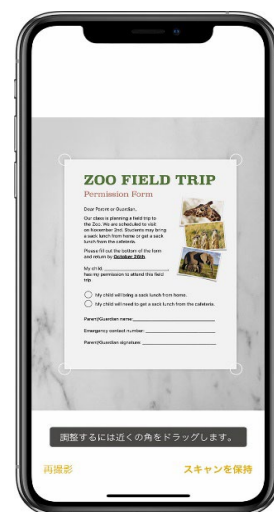 ZOO FIELD TRIP
Permission Form
Dear Parent or Guardian,
Our class is planning a field trip to
the Zoo. We are scheduled to visit
on November 2nd. Students may bring
a sack lunch from home or get a sack
lunch from the cafeteria.
Please fill out the bottom of the form
and return by October 26th.
My child
has my permission to attend this field
trip.
My child will bring a sack lunch from home.
My child will need to get a sack lunch from the cafeteria.
Parent/Guardian name:
Emergency contact number:
Parent/Guardian signature:
調整するには近くの角をドラッグします。
再撮影
スキャンを保持